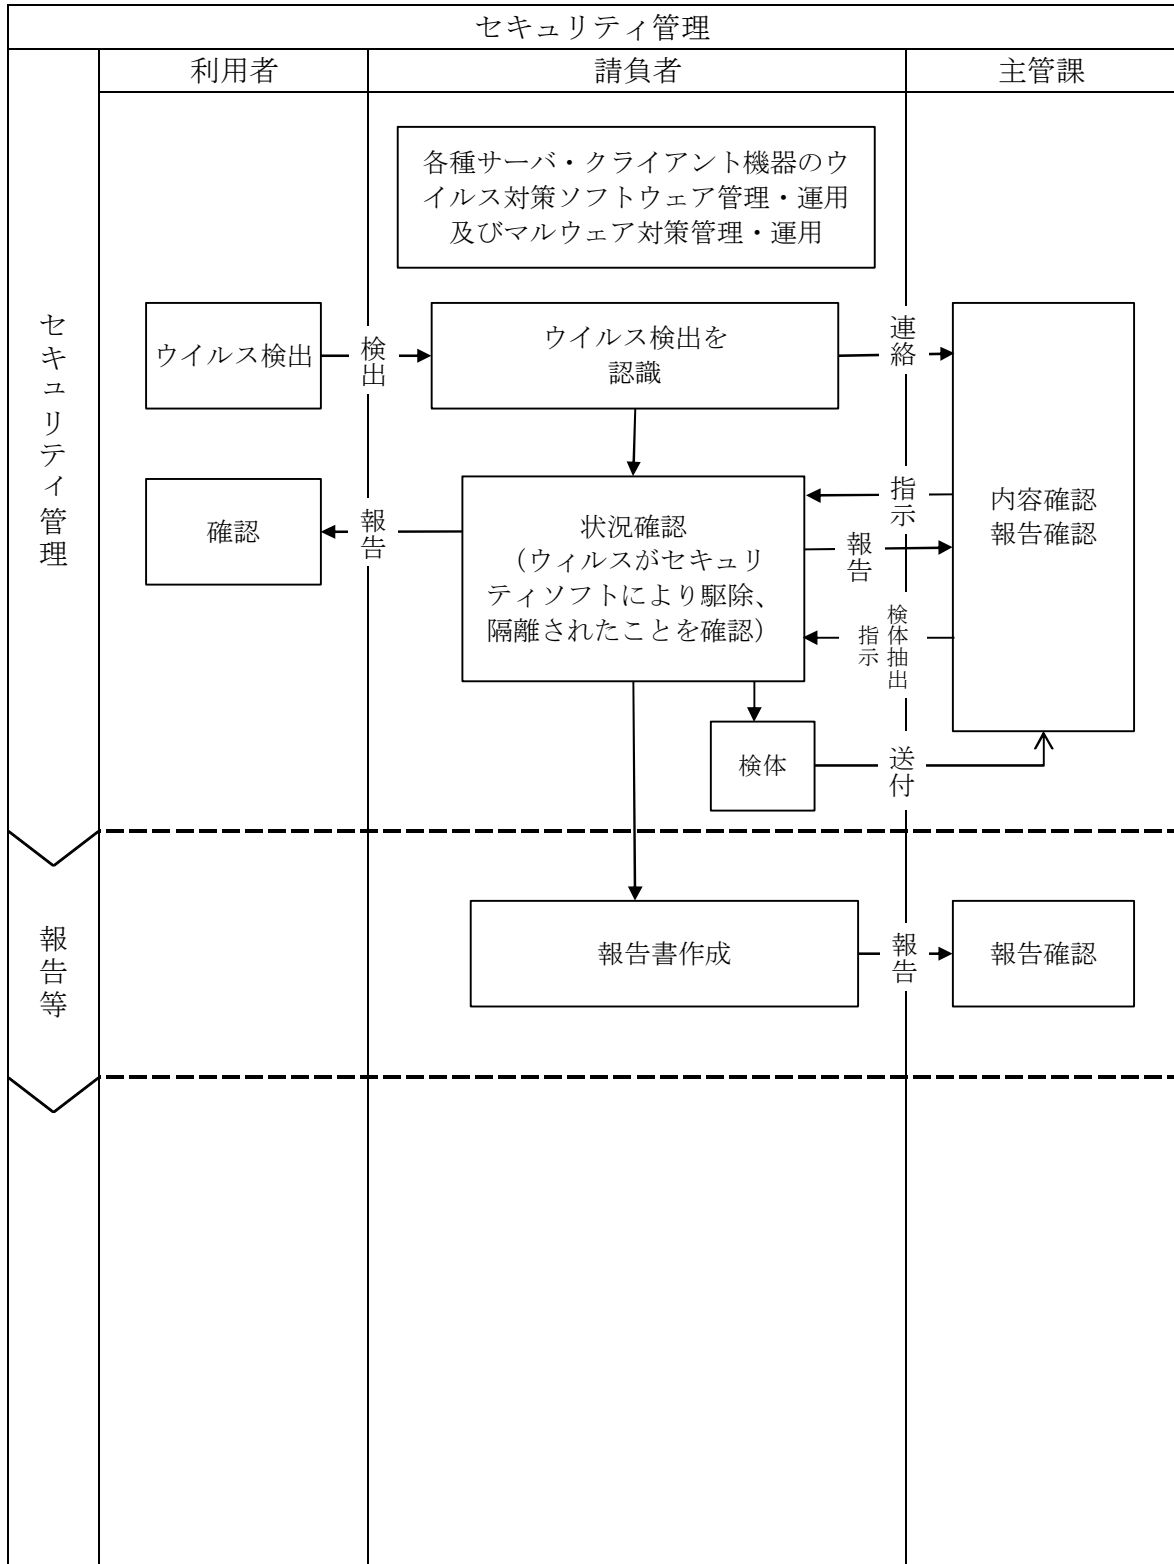 セキュリティ管理
利用者
請負者
主管課
セキュリティ管理
各種サーバ・クライアント機器のウ
イルス対策ソフトウェア管理・運用
及びマルウェア対策管理・運用
ウイルス検出
検出
ウイルス検出を
認識
連絡
内容確認
報告確認
確認
報告
状況確認
（ウィルスがセキュリ
ティソフトにより駆除、
隔離されたことを確認）
指示
報告
検体抽出
指示
検体
送付
報告等
報告書作成
報告
報告確認